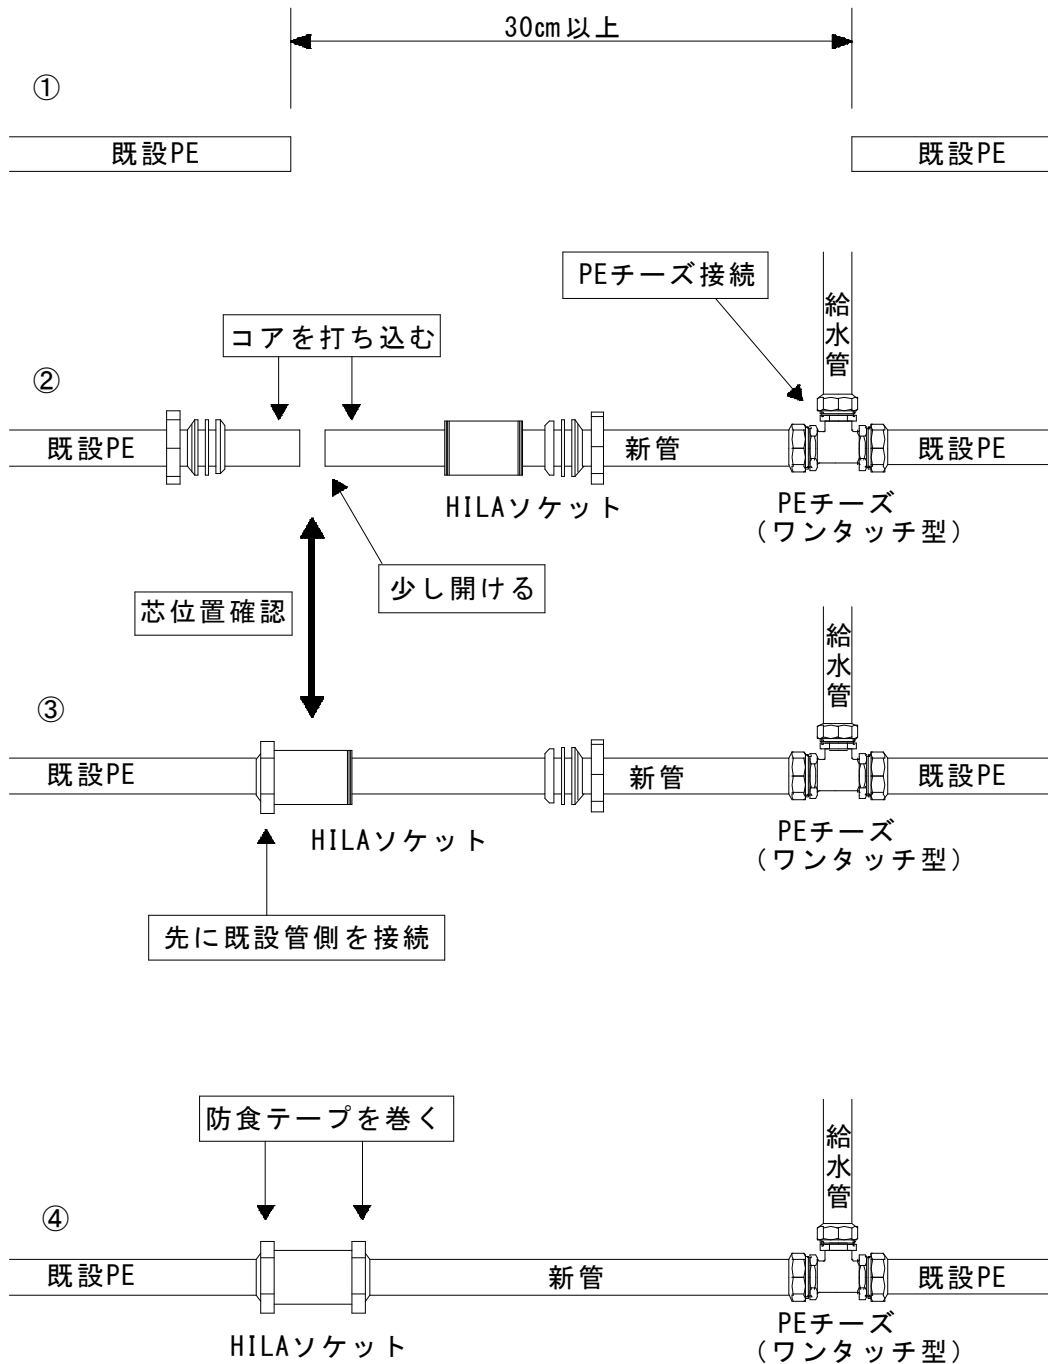 30㎝以上
①
既設PE
既設PE
PEチーズ接続
給水管
コアを打ち込む
②
既設PE
新管
既設PE
HILAソケット
PEチーズ
(ワンタッチ型)
少し開ける
芯位置確認
給水管
③
既設PE
新管
既設PE
HILAソケット
PEチーズ
(ワンタッチ型)
先に既設管側を接続
防食テープを巻く
給水管
④
既設PE
新管
既設PE
HILAソケット
PEチーズ
(ワンタッチ型)